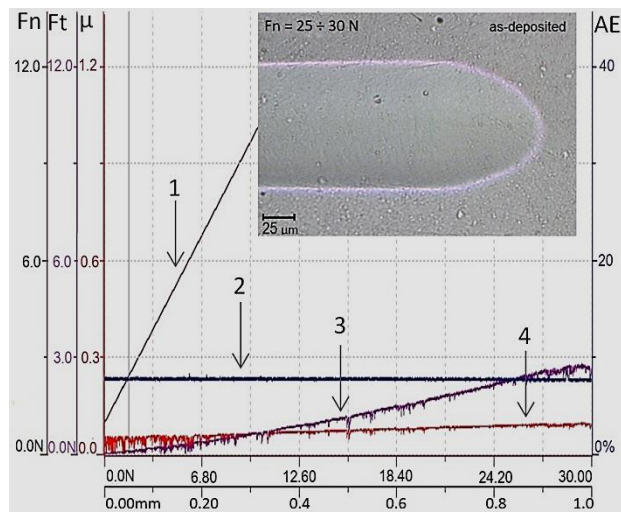 Fn Ft μ
AE
Fn = 25 ÷ 30 N
as-deposited
25 μm
12.0 12.0 1.2
40
6.0 6.0 0.6
20
3.0 0.3
0.0N 0.0N 0.0
0%
1
2
3
4
0.0N 6.80 12.60 18.40 24.20 30.00
0.00mm 0.20 0.4 0.6 0.8 1.0